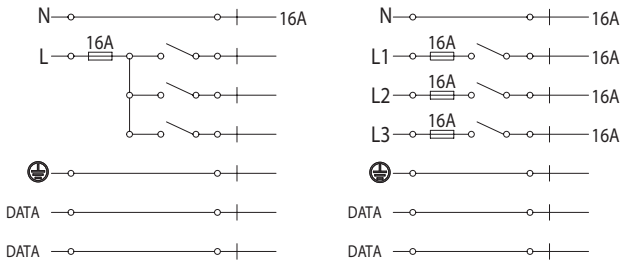 N 16A
L 16A
DATA
DATA
N 16A
L1 16A 16A
L2 16A 16A
L3 16A 16A
DATA
DATA